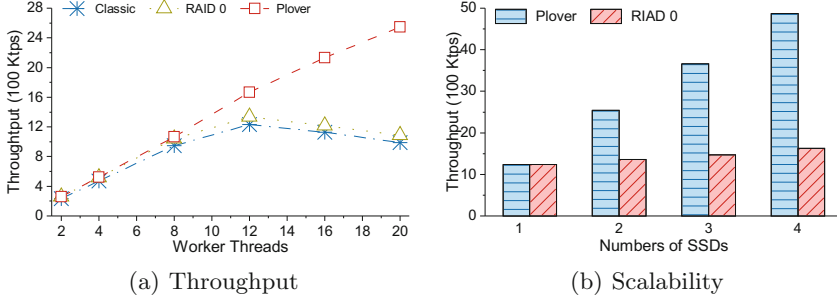 Classic RAID 0 Plover
Throughtput (100 Ktps)
28
24
20
16
12
8
4
0
2 4 6 8 10 12 14 16 18 20
Worker Threads
(a) Throughput
Plover RIAD 0
Throughput (100 Ktps)
50
40
30
20
10
0
1 2 3 4
Numbers of SSDs
(b) Scalability